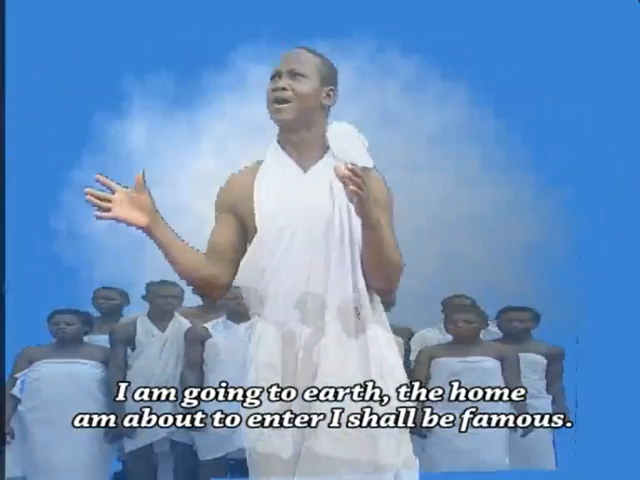 I am going to earth, the home
am about to enter I shall be famous.